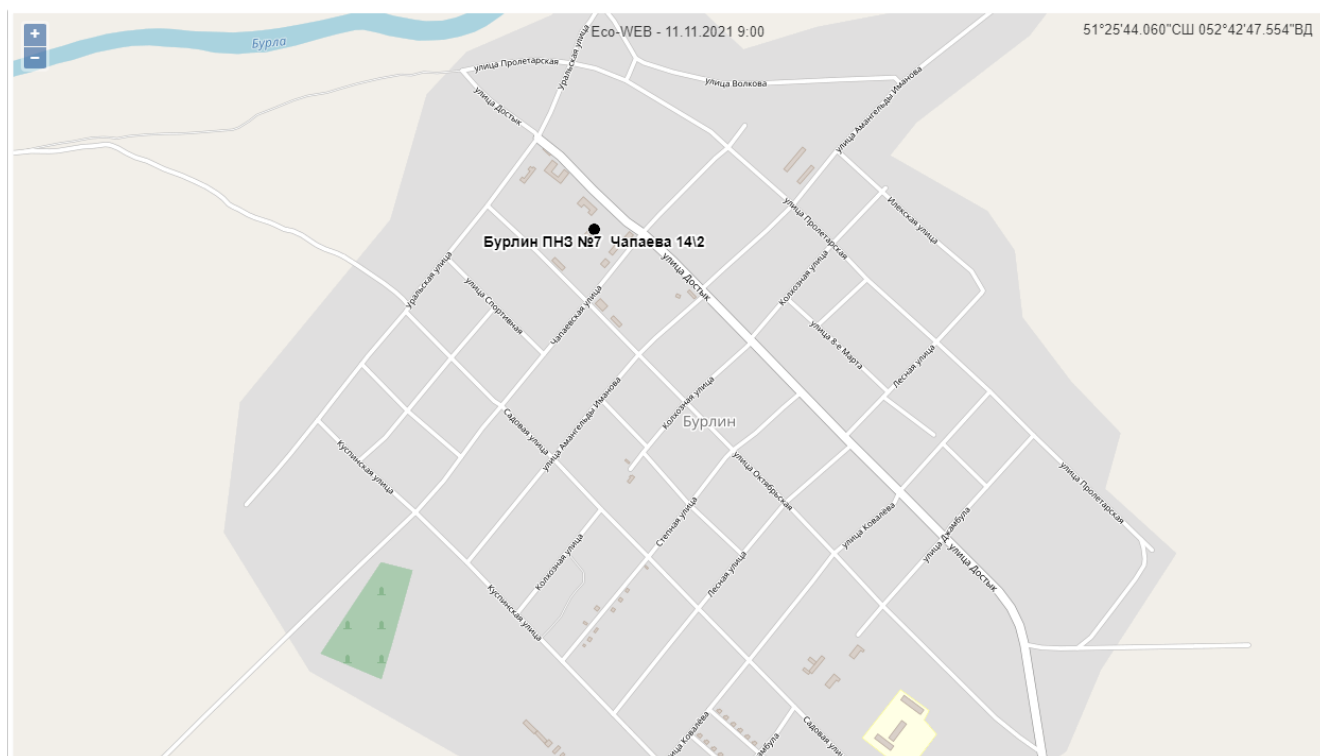 +
−
Eco-WEB - 11.11.2021 9:00
51°25'44.060"СШ 052°42'47.554"ВД
Бурла
уральская улица
улица Пролетарская
улица Волкова
улица Амангельды Иманова
улица Достык
Илекская улица
улица Пролетарская
Бурлин ПНЗ №7 Чапаева 14\2
улица Достык
Колхозная улица
уральская улица
улица Спортивная
Чапаевская улица
улица 8-е Марта
Лесная улица
улица Амангельды Иманова
Колхозная улица
Бурлин
Садовая улица
Куспинская улица
улица Октябрьская
улица Пролетарская
Степная улица
улица Ковалёва
улица Джамбула
улица Достык
Колхозная улица
Лесная улица
Куспинская улица
улица Ковалёва
Садовая